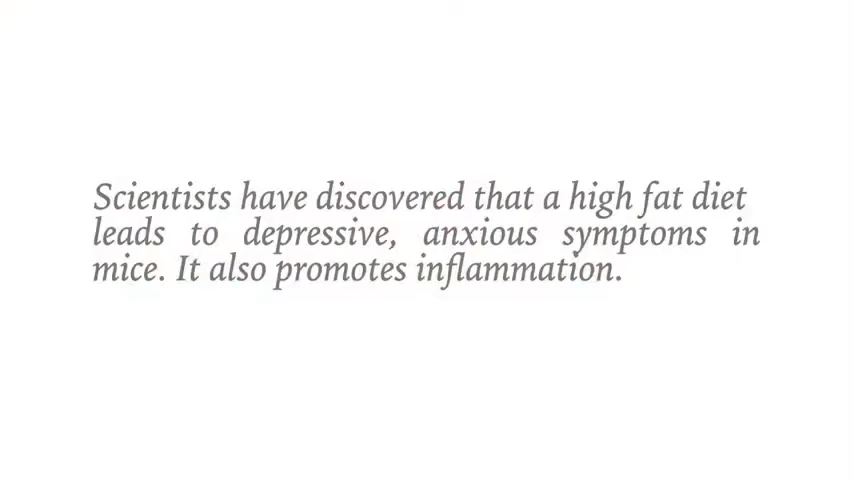 Scientists have discovered that a high fat diet
leads to depressive, anxious symptoms in
mice. It also promotes inflammation.